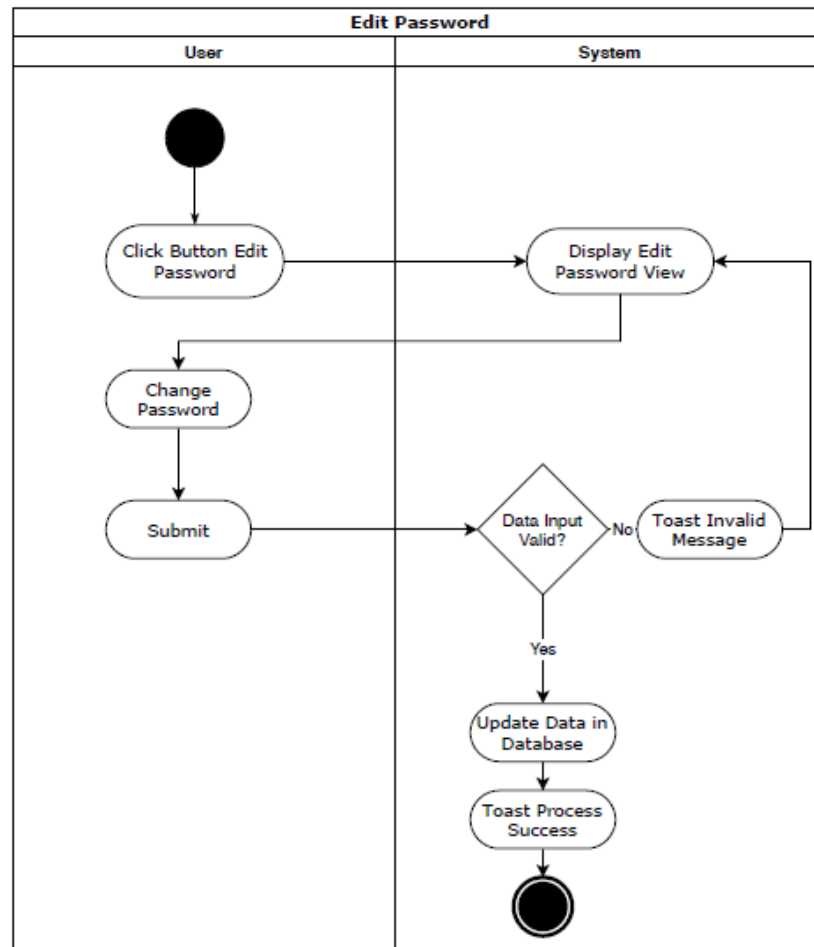 Edit Password
User
System
Click Button Edit
Password
Display Edit
Password View
Change
Password
Submit
Data Input
Valid?
No
Toast Invalid
Message
Yes
Update Data in
Database
Toast Process
Success